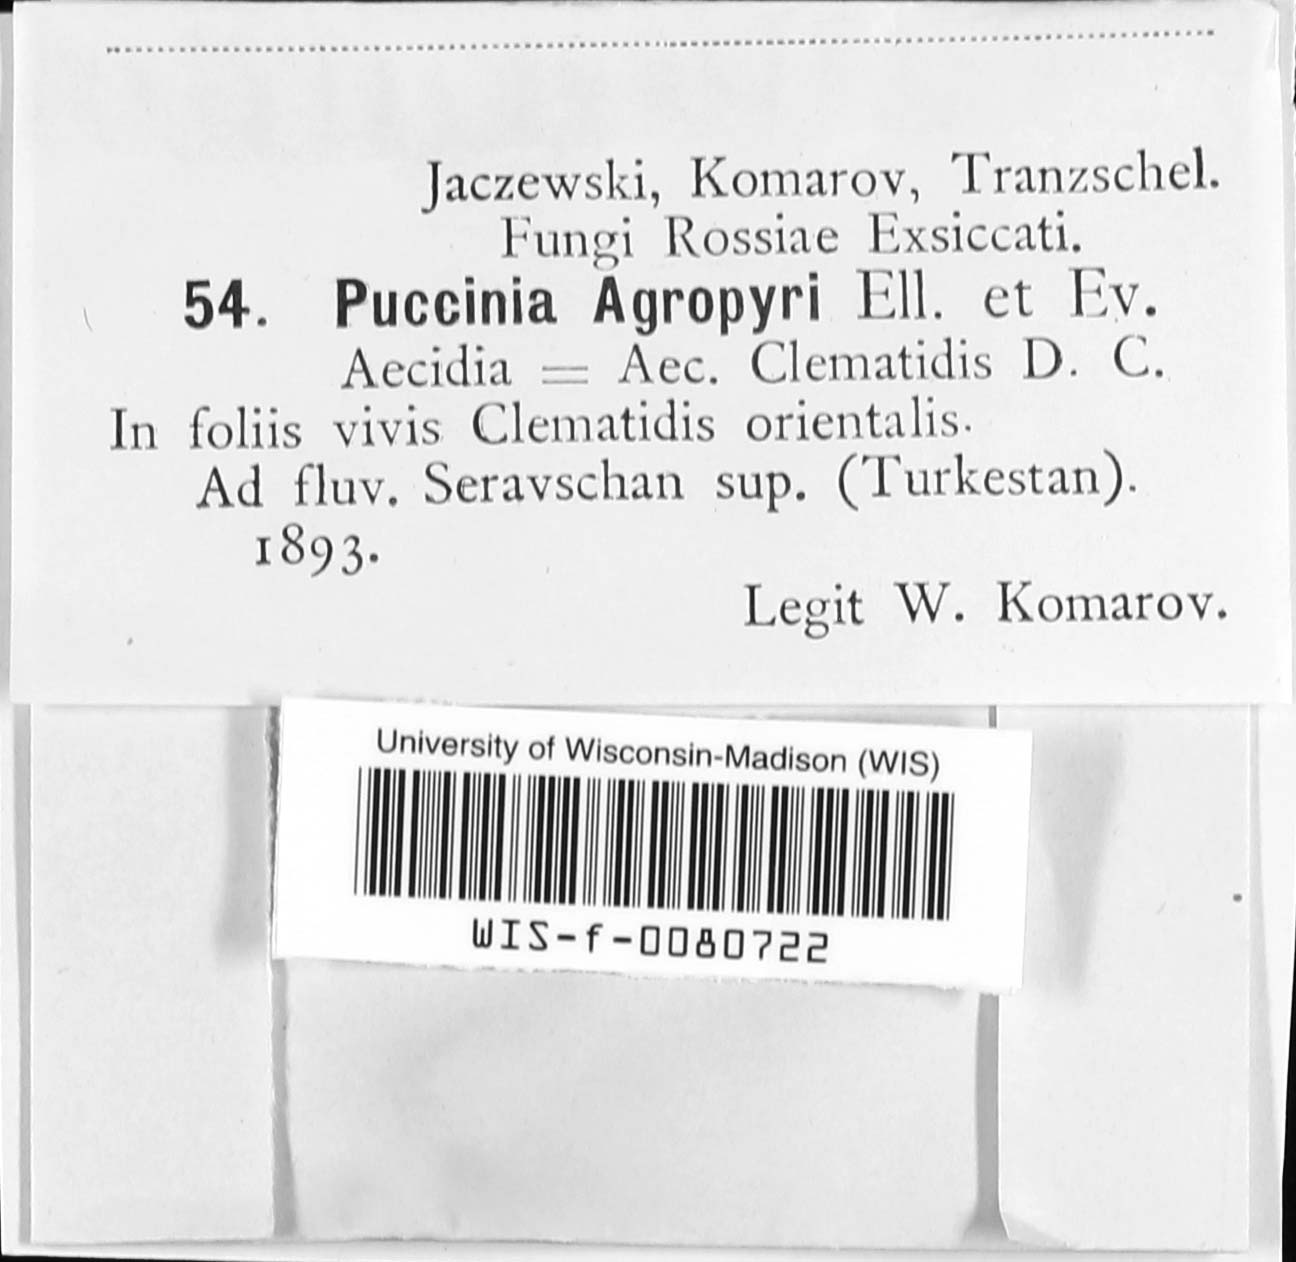 Jaczewski, Komarov, Tranzschel.
Fungi Rossiae Exsiccati.
54. Puccinia Agropyri Ell. et Ev.
Aecidia = Aec. Clematidis D. C.
In foliis vivis Clematidis orientalis.
Ad fluv. Seravschan sup. (Turkestan).
1893.
Legit W. Komarov.
University of Wisconsin-Madison (WIS)
WIS-f-0080722